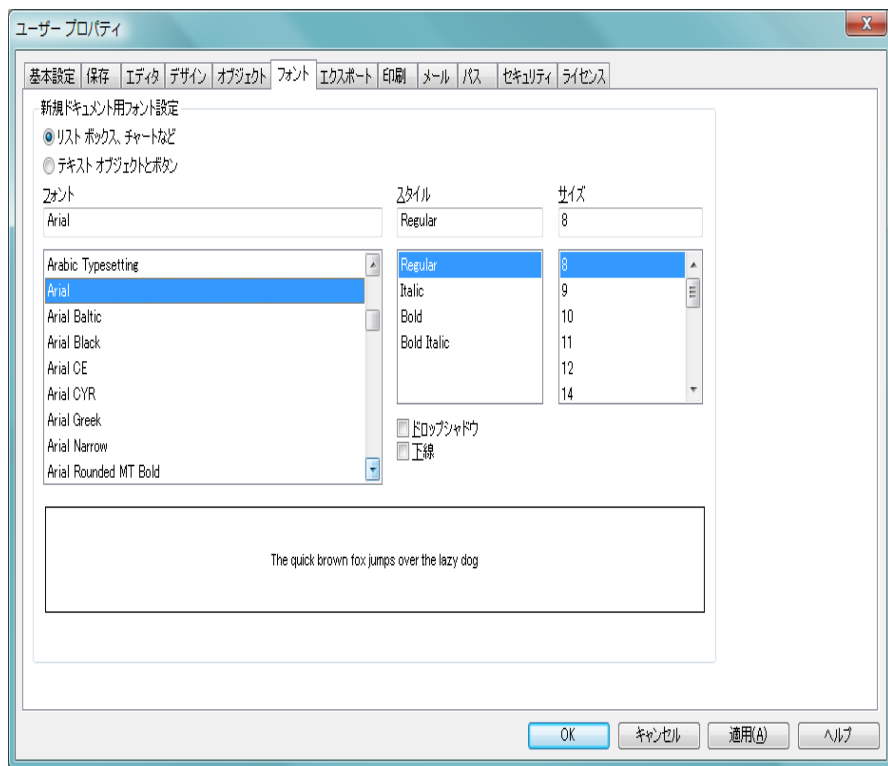 ユーザー プロパティ
基本設定 保存 エディタ デザイン オブジェクト フォント エクスポート 印刷 メール パス セキュリティ ライセンス
新規ドキュメント用フォント設定
リスト ボックス、チャートなど
テキスト オブジェクトとボタン
フォント スタイル サイズ
Arial Regular 8
Arabic Typesetting Regular 8
Arial Italic 9
Arial Baltic Bold 10
Arial Black Bold Italic 11
Arial CE 12
Arial CYR 14
Arial Greek
Arial Narrow
Arial Rounded MT Bold
ドロップシャドウ
下線
The quick brown fox jumps over the lazy dog
OK キャンセル 適用(A) ヘルプ